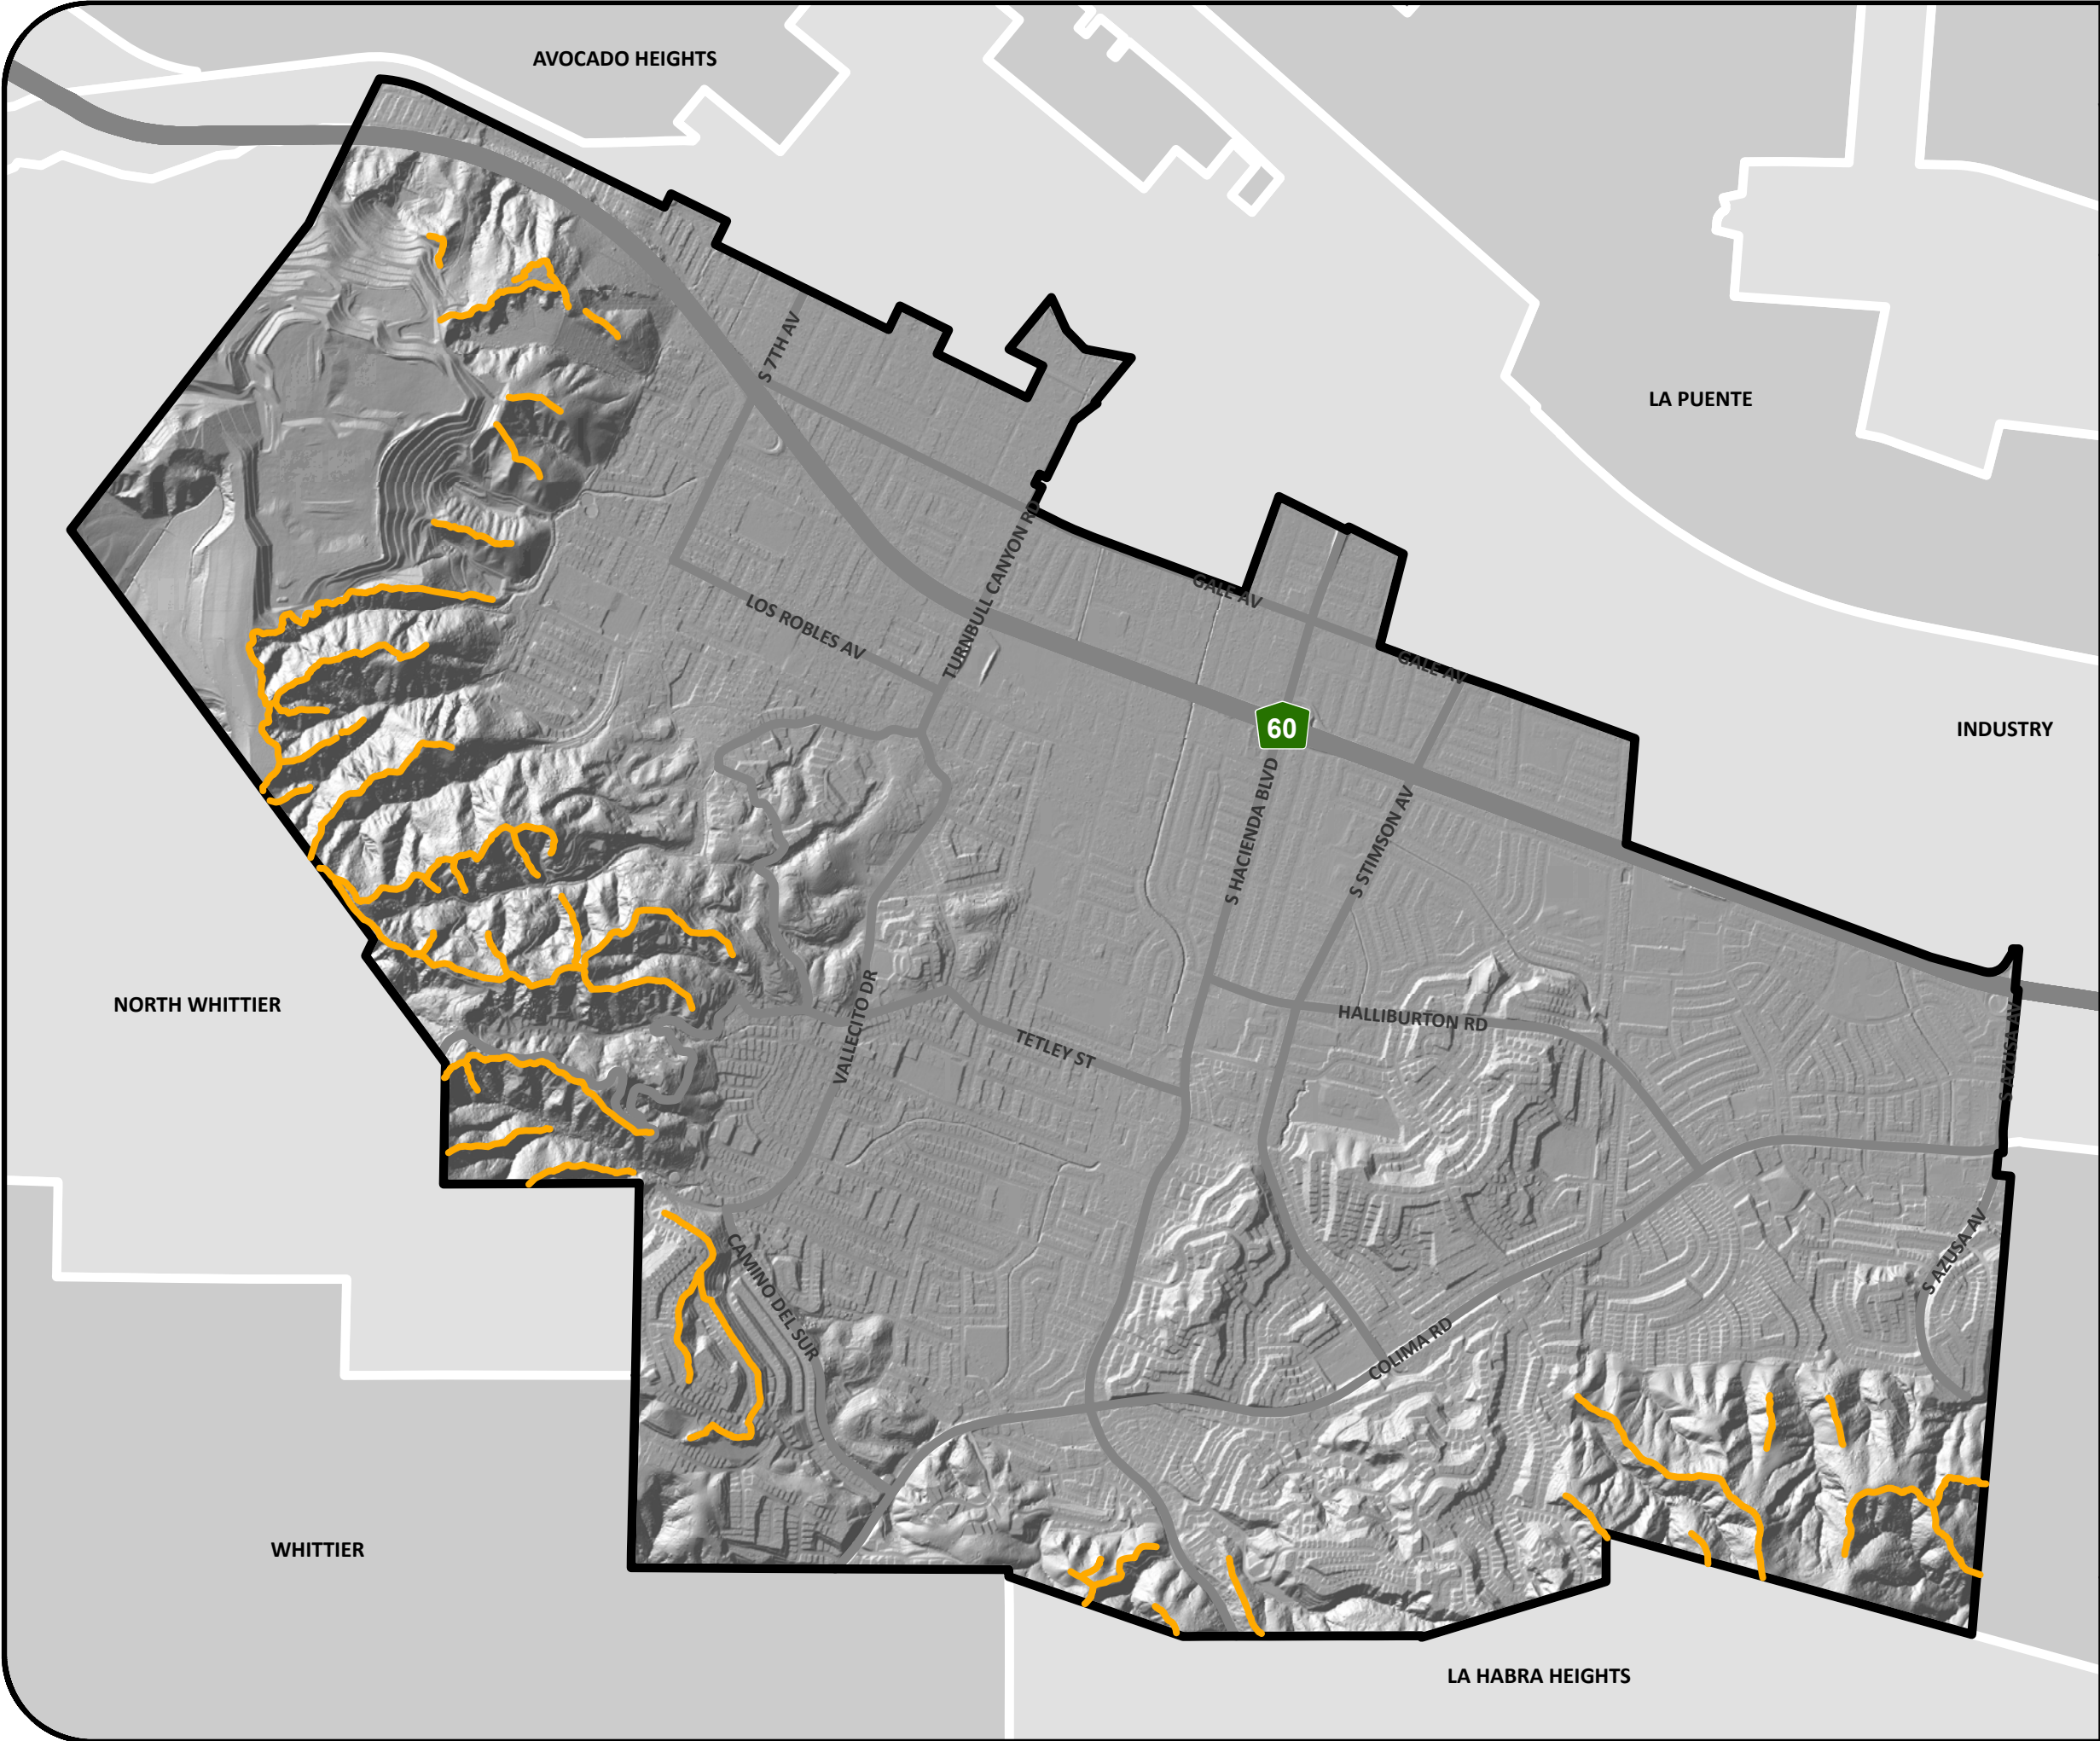 AVOCADO HEIGHTS
S 7TH AV
LA PUENTE
TURNBULL CANYON RD
GALE AV
LOS ROBLES AV
GALE AV
60
INDUSTRY
S HACIENDA BLVD
S STIMSON AV
NORTH WHITTIER
VALLECITO DR
TETLEY ST
HALLIBURTON RD
S AZUSA AV
CAMINO DEL SUR
S AZUSA AV
COLIMA RD
WHITTIER
LA HABRA HEIGHTS